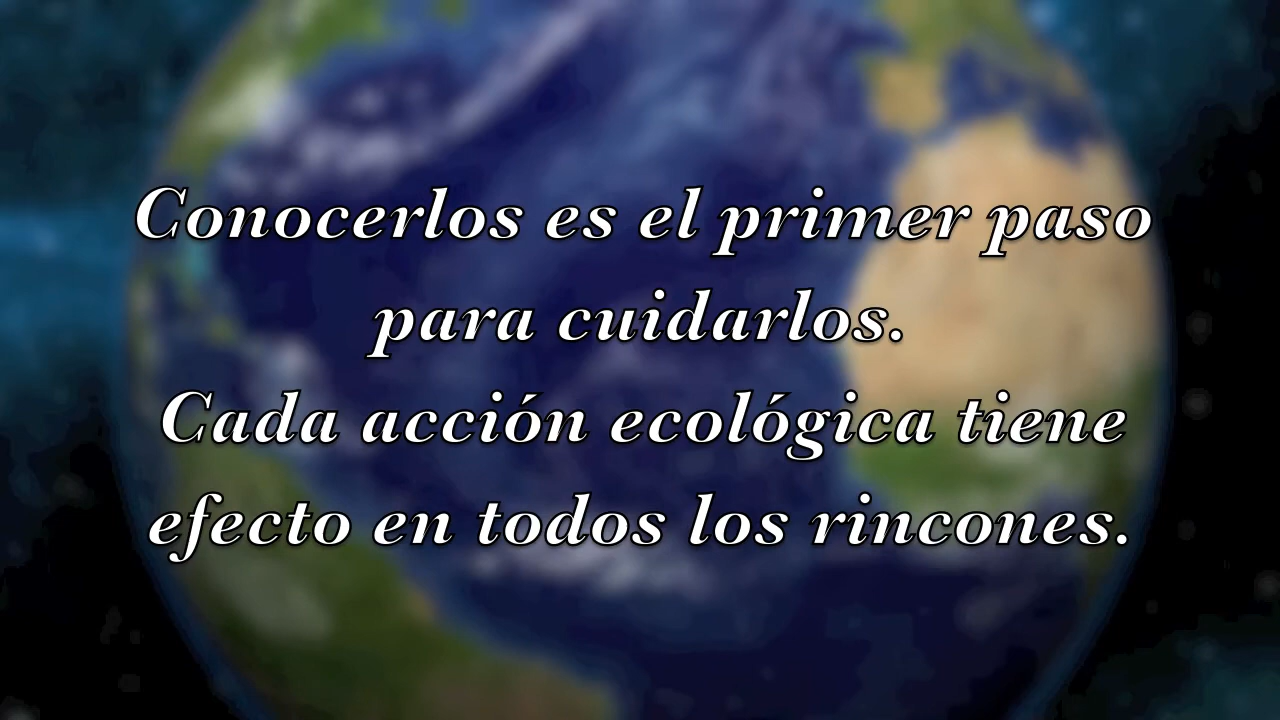 Conocerlos es el primer paso
para cuidarlos.
Cada acción ecológica tiene
efecto en todos los rincones.